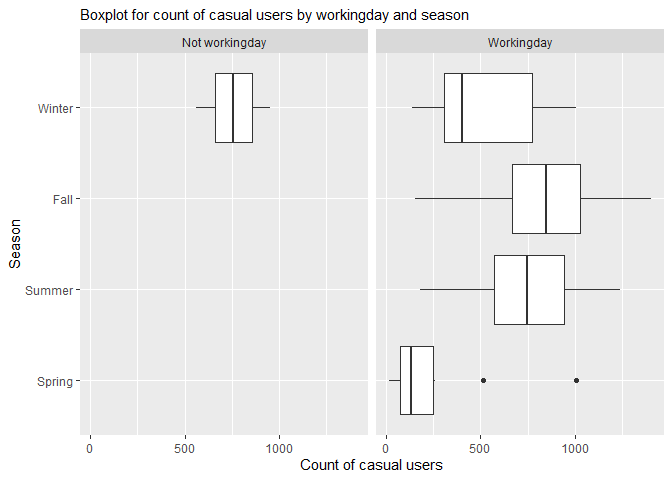 Boxplot for count of casual users by workingday and season
Not workingday
Workingday
Season
Winter
Fall
Summer
Spring
0
500
1000
0
500
1000
Count of casual users